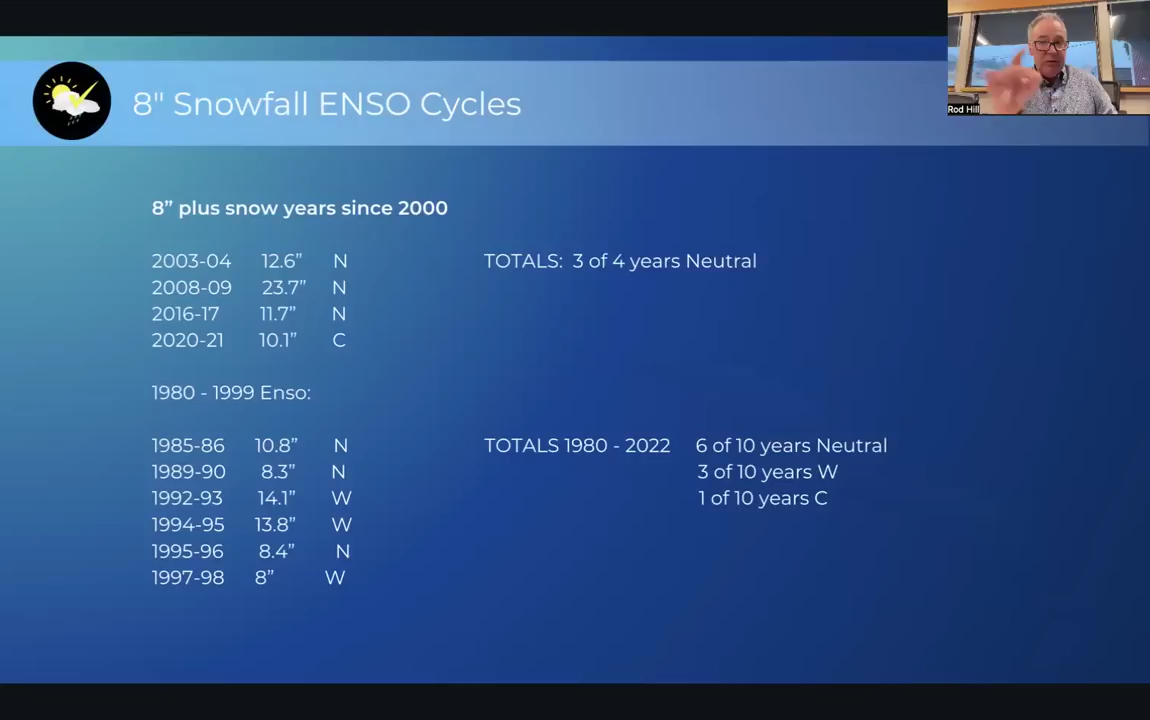 8" Snowfall ENSO Cycles
Rod Hill
8” plus snow years since 2000
2003-04 12.6” N TOTALS: 3 of 4 years Neutral
2008-09 23.7” N
2016-17 11.7” N
2020-21 10.1” C
1980 - 1999 Enso:
1985-86 10.8” N TOTALS 1980 - 2022 6 of 10 years Neutral
1989-90 8.3” N 3 of 10 years W
1992-93 14.1” W 1 of 10 years C
1994-95 13.8” W
1995-96 8.4” N
1997-98 8” W